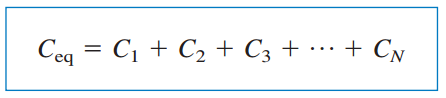 C_eq = C_1 + C_2 + C_3 + ··· + C_N